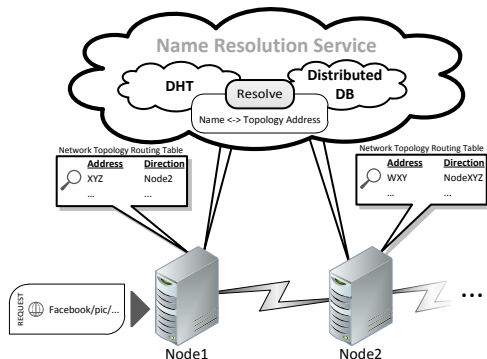 Name Resolution Service
DHT
Distributed
DB
Resolve
Name <-> Topology Address
Network Topology Routing Table
Address Direction
XYZ Node2
... ...
Network Topology Routing Table
Address Direction
WXY NodeXYZ
... ...
REQUEST
Facebook/pic/...
...
Node1
Node2